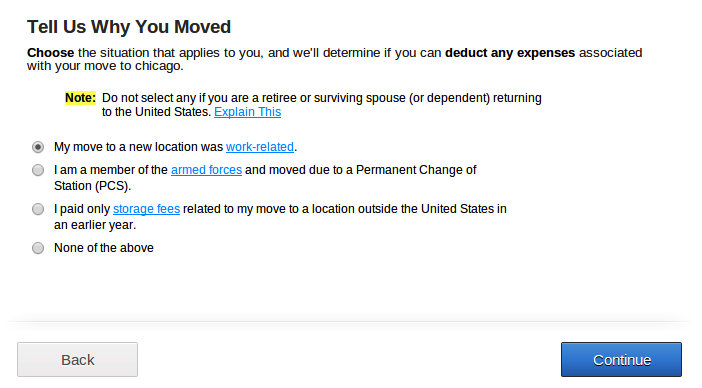 Tell Us Why You Moved
Choose the situation that applies to you, and we'll determine if you can deduct any expenses associated
with your move to chicago.
Note: Do not select any if you are a retiree or surviving spouse (or dependent) returning
to the United States. Explain This
My move to a new location was work-related.
I am a member of the armed forces and moved due to a Permanent Change of
Station (PCS).
I paid only storage fees related to my move to a location outside the United States in
an earlier year.
None of the above
Back
Continue